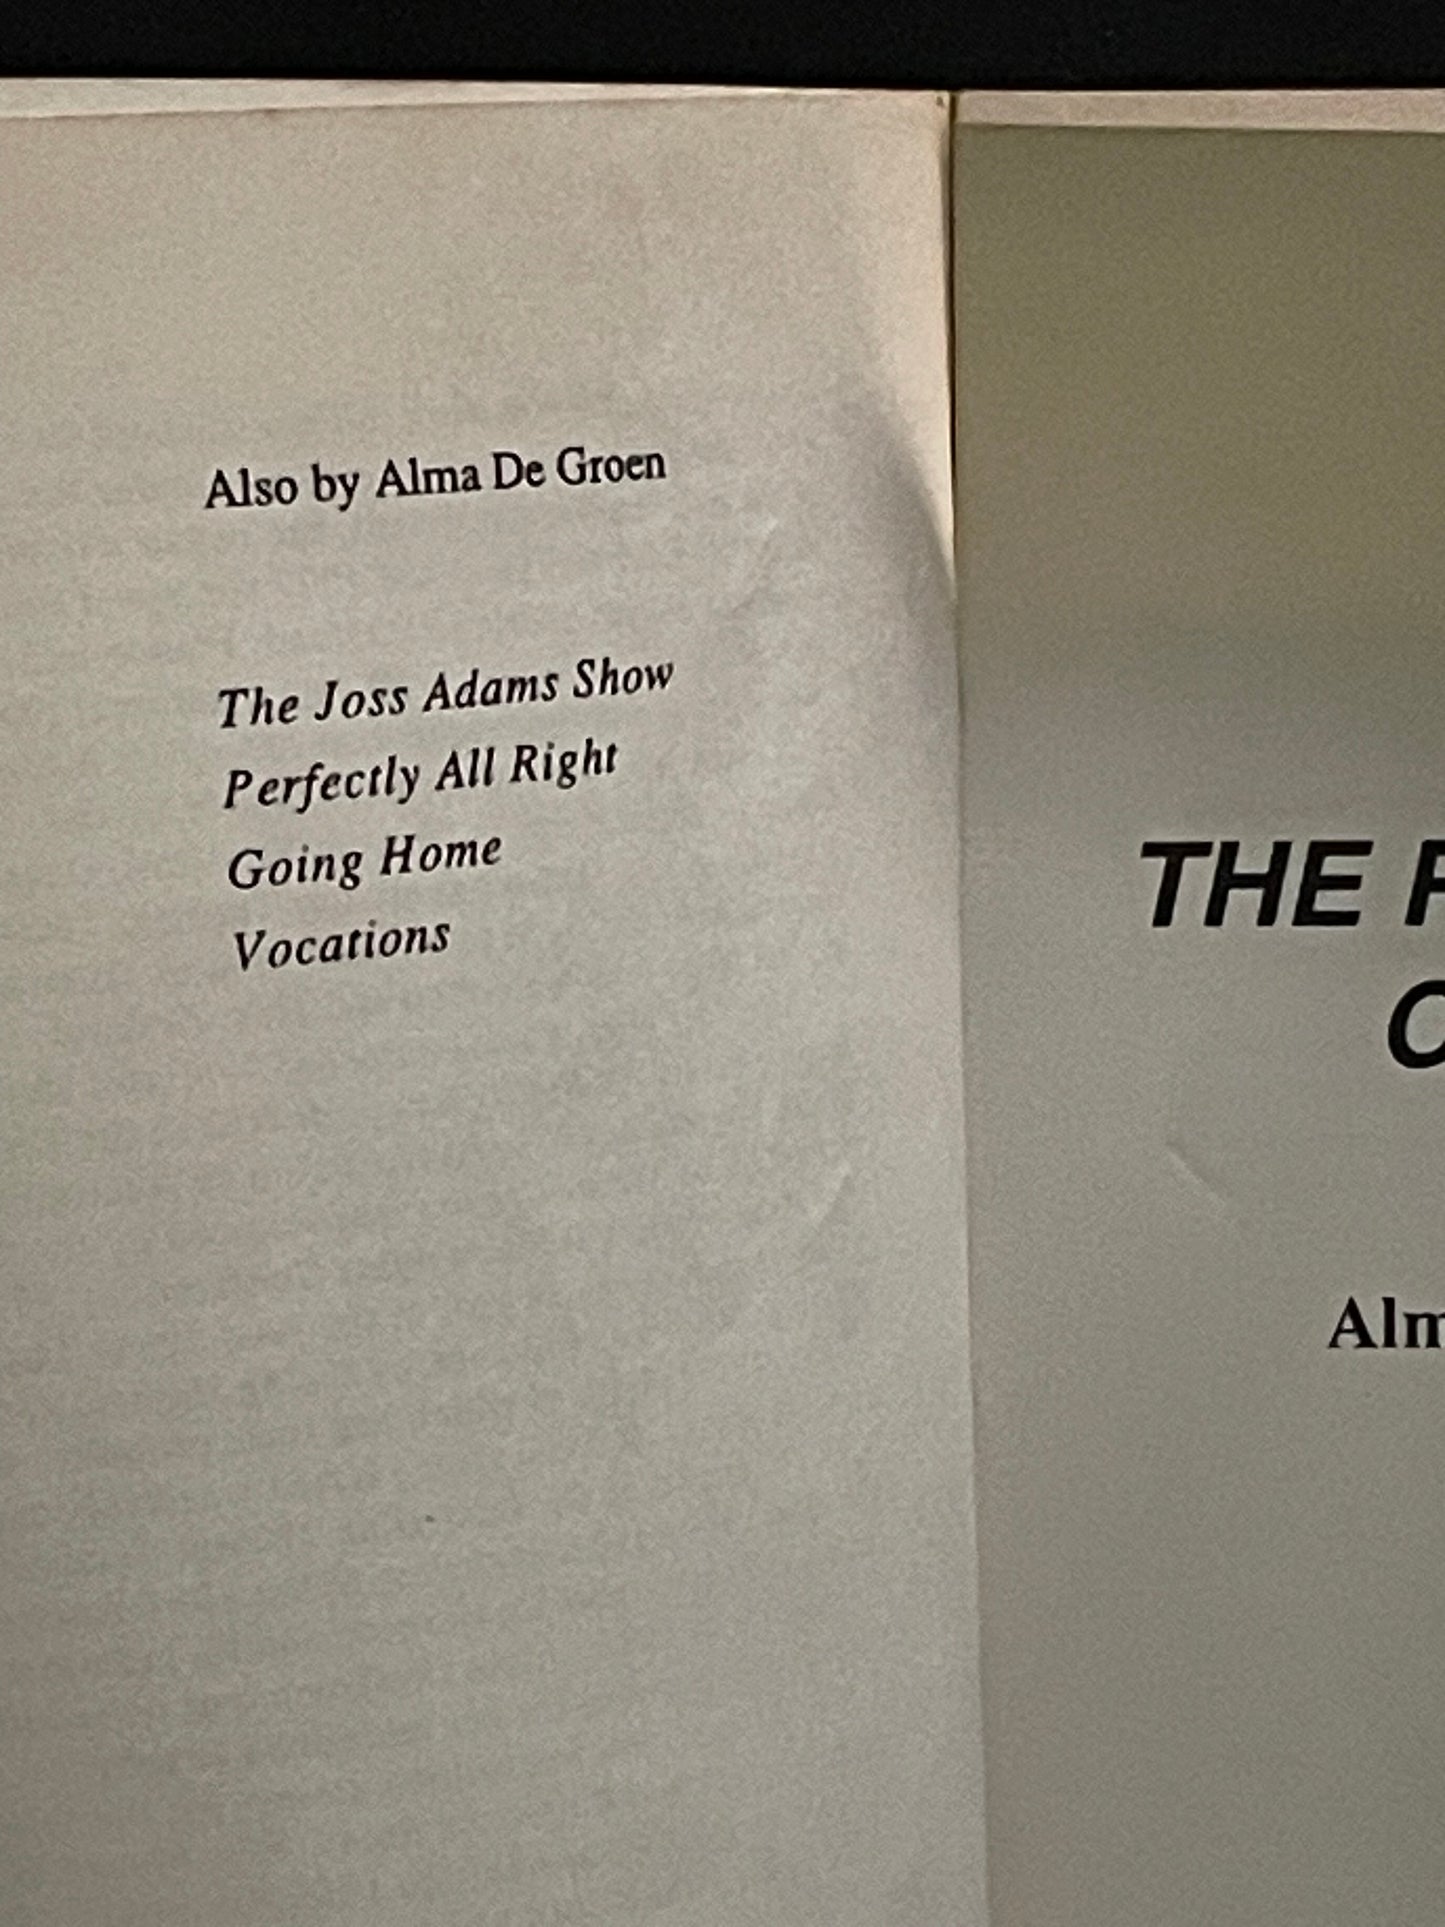 Also by Alma De Groen
The Joss Adams Show
Perfectly All Right
Going Home
Vocations
THE